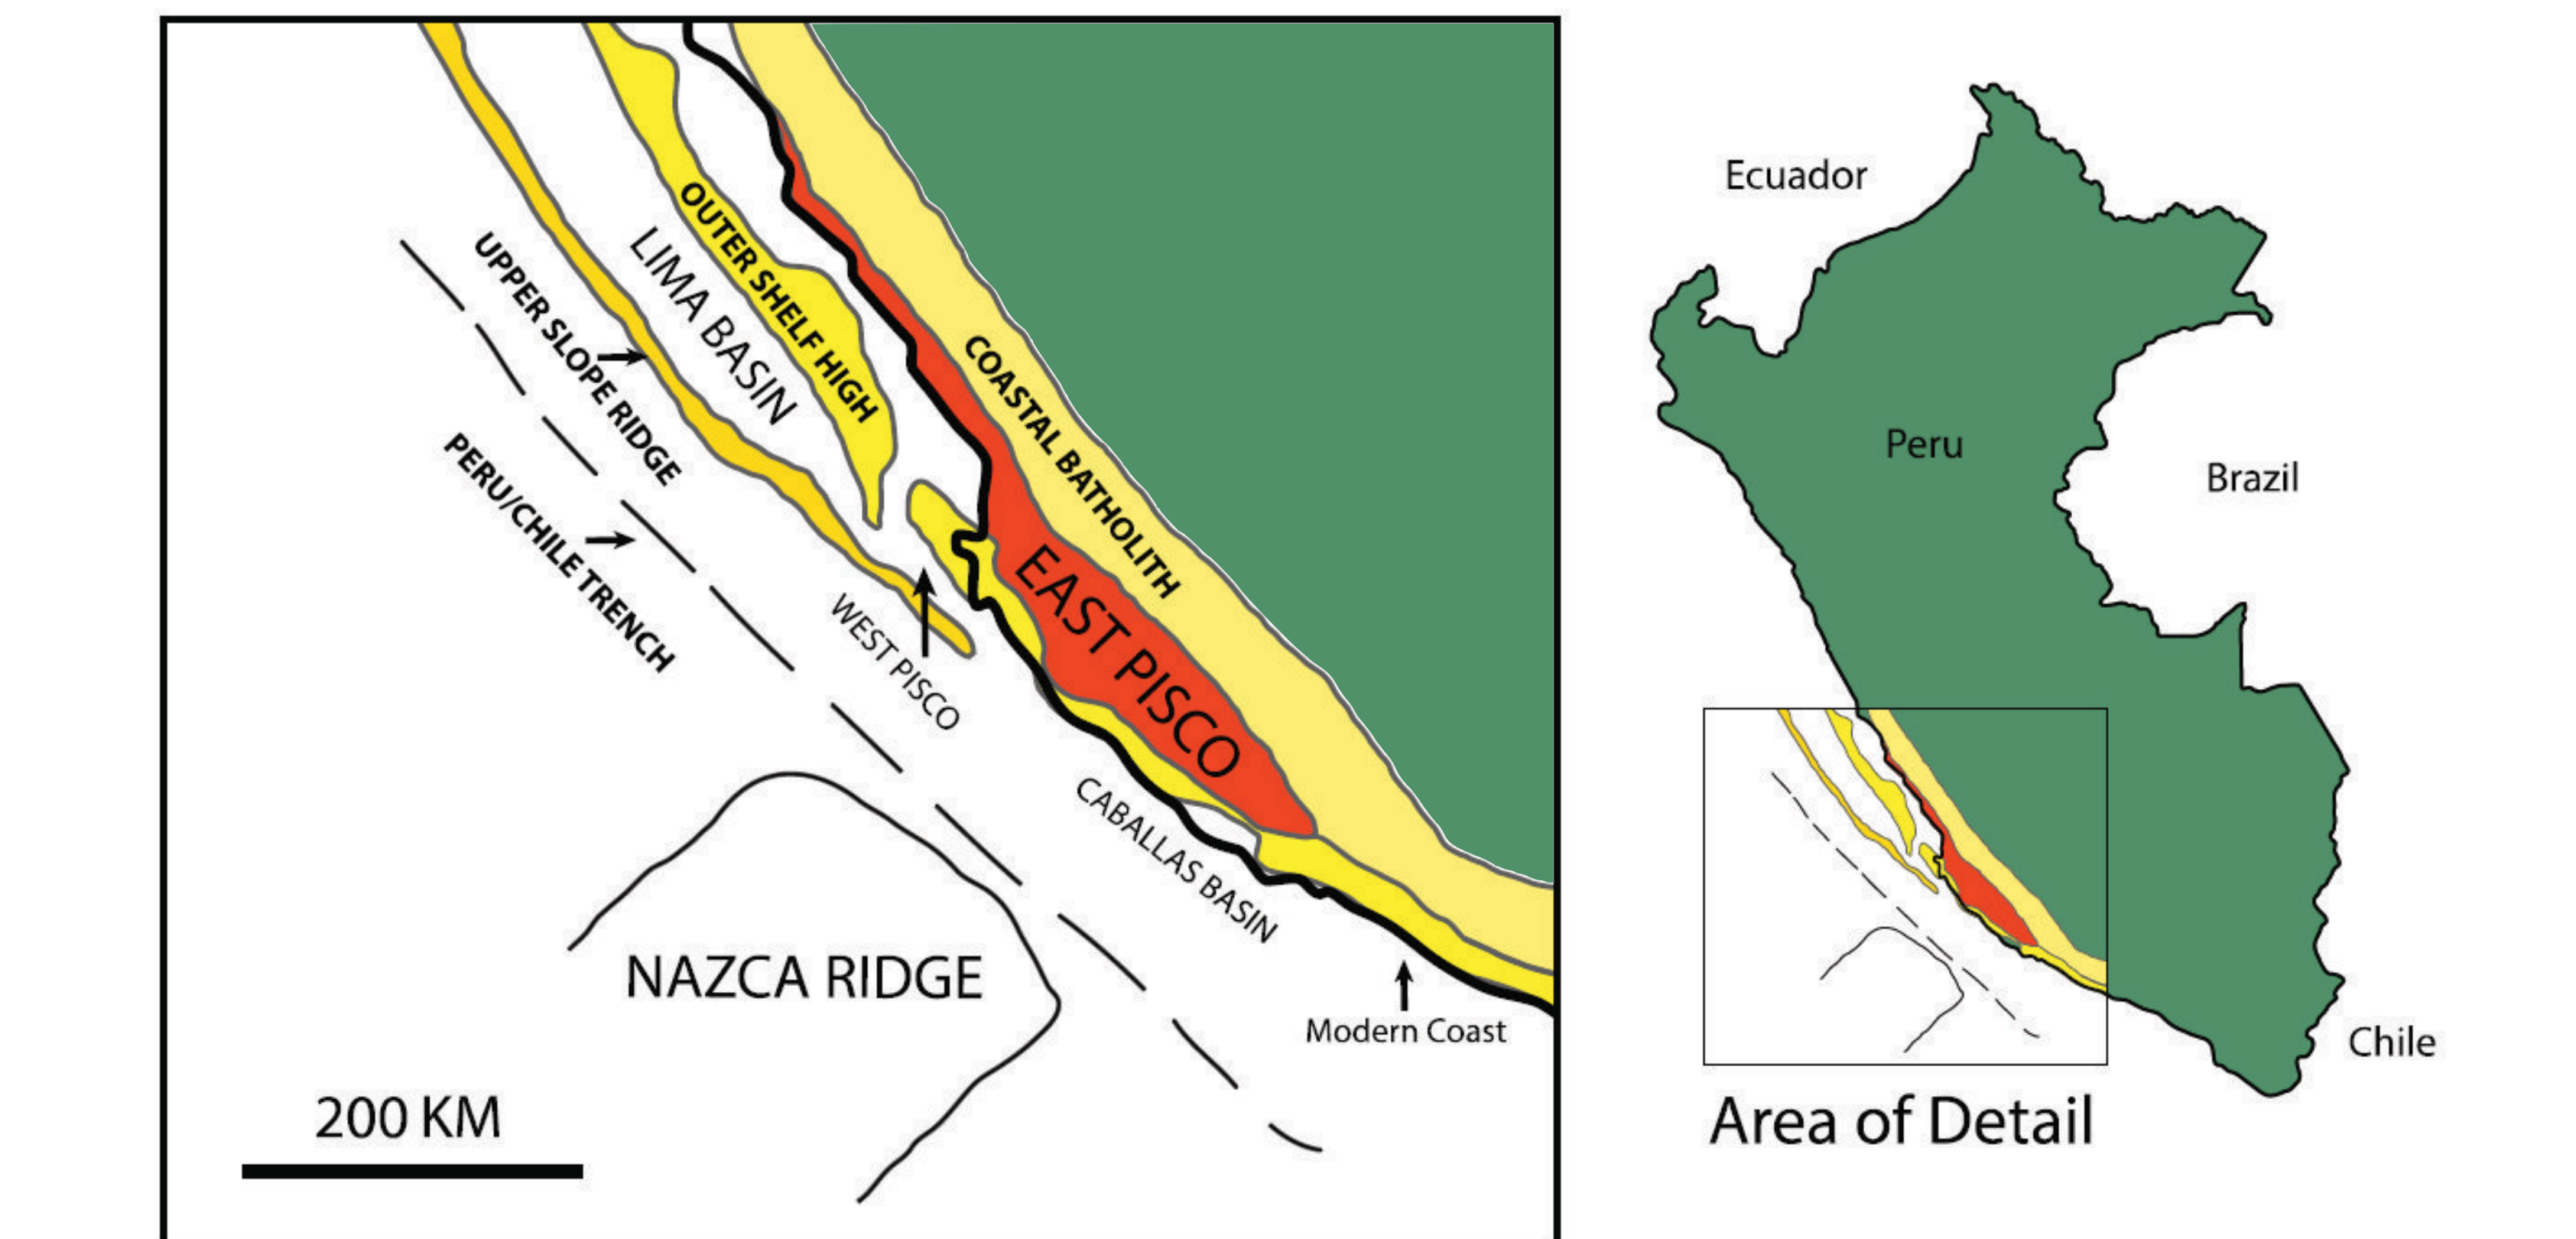 OUTER SHELF HIGH
LIMA BASIN
UPPER SLOPE RIDGE
PERU/CHILE TRENCH
COASTAL BATHOLITH
EAST PISCO
WEST PISCO
CABALLAS BASIN
NAZCA RIDGE
Modern Coast
200 KM
Ecuador
Peru
Brazil
Chile
Area of Detail